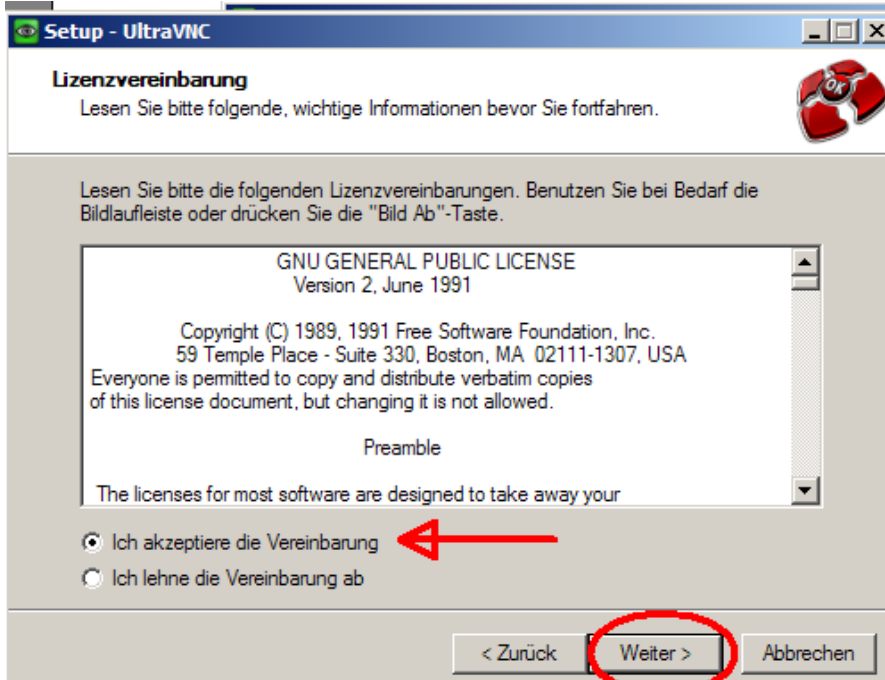 Setup - UltraVNC
Lizenzvereinbarung
Lesen Sie bitte folgende, wichtige Informationen bevor Sie fortfahren.
OK
Lesen Sie bitte die folgenden Lizenzvereinbarungen. Benutzen Sie bei Bedarf die
Bildlaufleiste oder drücken Sie die "Bild Ab"-Taste.
GNU GENERAL PUBLIC LICENSE
Version 2, June 1991
Copyright (C) 1989, 1991 Free Software Foundation, Inc.
59 Temple Place - Suite 330, Boston, MA 02111-1307, USA
Everyone is permitted to copy and distribute verbatim copies
of this license document, but changing it is not allowed.
Preamble
The licenses for most software are designed to take away your
Ich akzeptiere die Vereinbarung
Ich lehne die Vereinbarung ab
< Zurück Weiter > Abbrechen